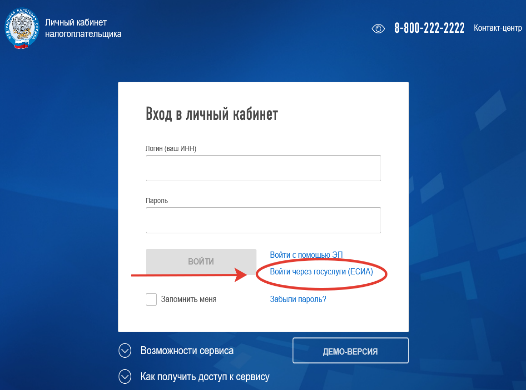 Личный кабинет
налогоплательщика
8-800-222-2222
Контакт-центр
Вход в личный кабинет
Логин (ваш ИНН)
Пароль
ВОЙТИ
Войти с помощью ЭП
Войти через госуслуги (ЕСИА)
Запомнить меня
Забыли пароль?
Возможности сервиса
ДЕМО-ВЕРСИЯ
Как получить доступ к сервису